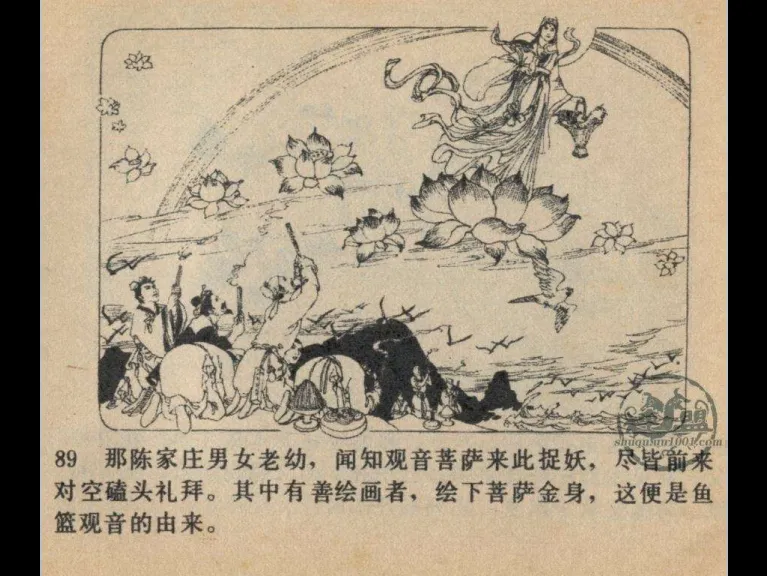 89 那陈家庄男女老幼，闻知观音菩萨来此捉妖，尽皆前来
对空磕头礼拜。其中有善绘画者，绘下菩萨金身，这便是鱼
篮观音的由来。
shuqun1001.com